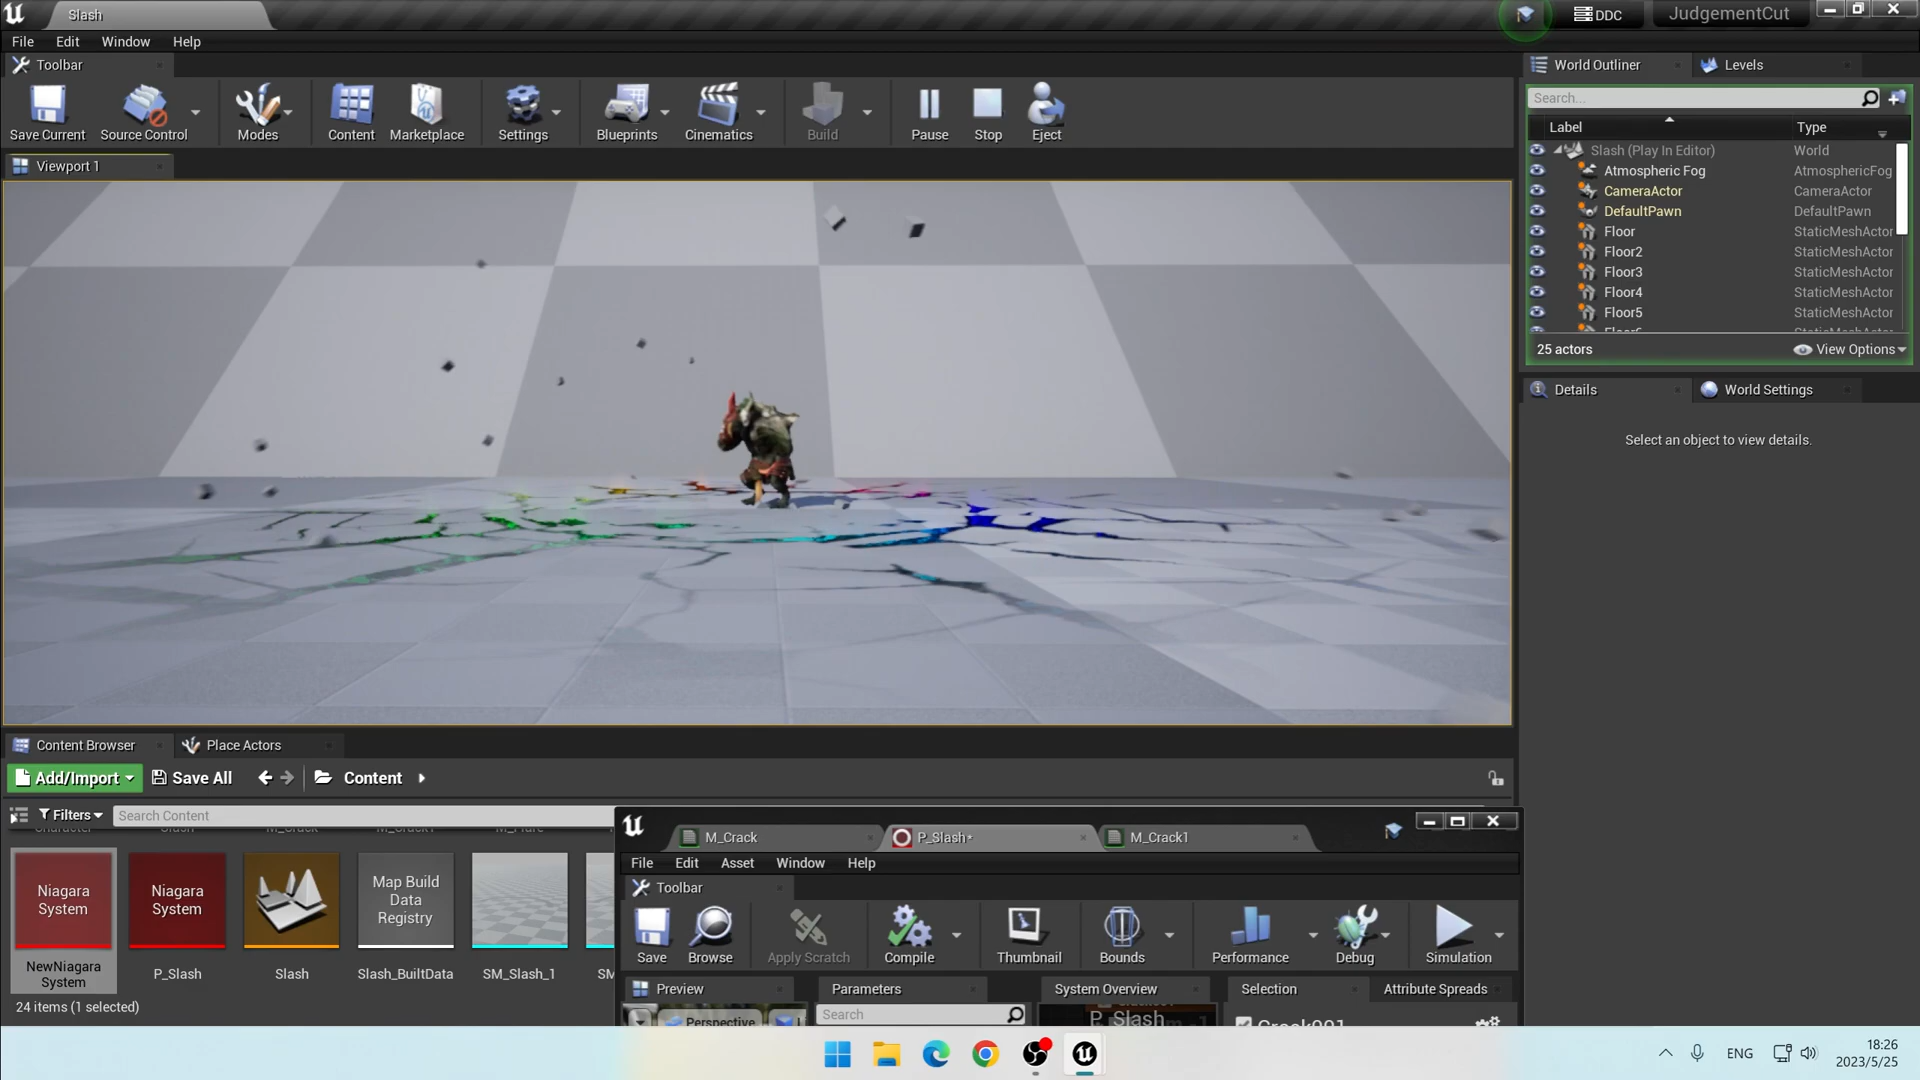 Slash
DDC
JudgementCut
File Edit Window Help
Toolbar
World Outliner
Levels
Save Current
Source Control
Modes
Content
Marketplace
Settings
Blueprints
Cinematics
Build
Pause
Stop
Eject
Search...
Label Type
Slash (Play In Editor) World
Atmospheric Fog AtmosphericFog
CameraActor CameraActor
DefaultPawn DefaultPawn
Floor StaticMeshActor
Floor2 StaticMeshActor
Floor3 StaticMeshActor
Floor4 StaticMeshActor
Floor5 StaticMeshActor
25 actors
View Options
Viewport 1
Details
World Settings
Select an object to view details.
Content Browser
Place Actors
Add/Import
Save All
Content
Filters
Search Content
Niagara
System
NewNiagara
System
Niagara
System
P_Slash
Slash
Map Build
Data
Registry
Slash_BuiltData
SM_Slash_1
24 items (1 selected)
M_Crack
P_Slash*
M_Crack1
File Edit Asset Window Help
Toolbar
Save
Browse
Apply Scratch
Compile
Thumbnail
Bounds
Performance
Debug
Simulation
Preview
Parameters
System Overview
Selection
Attribute Spreads
Perspective
Search
P_Slash
Crack001
ENG
18:26
2023/5/25